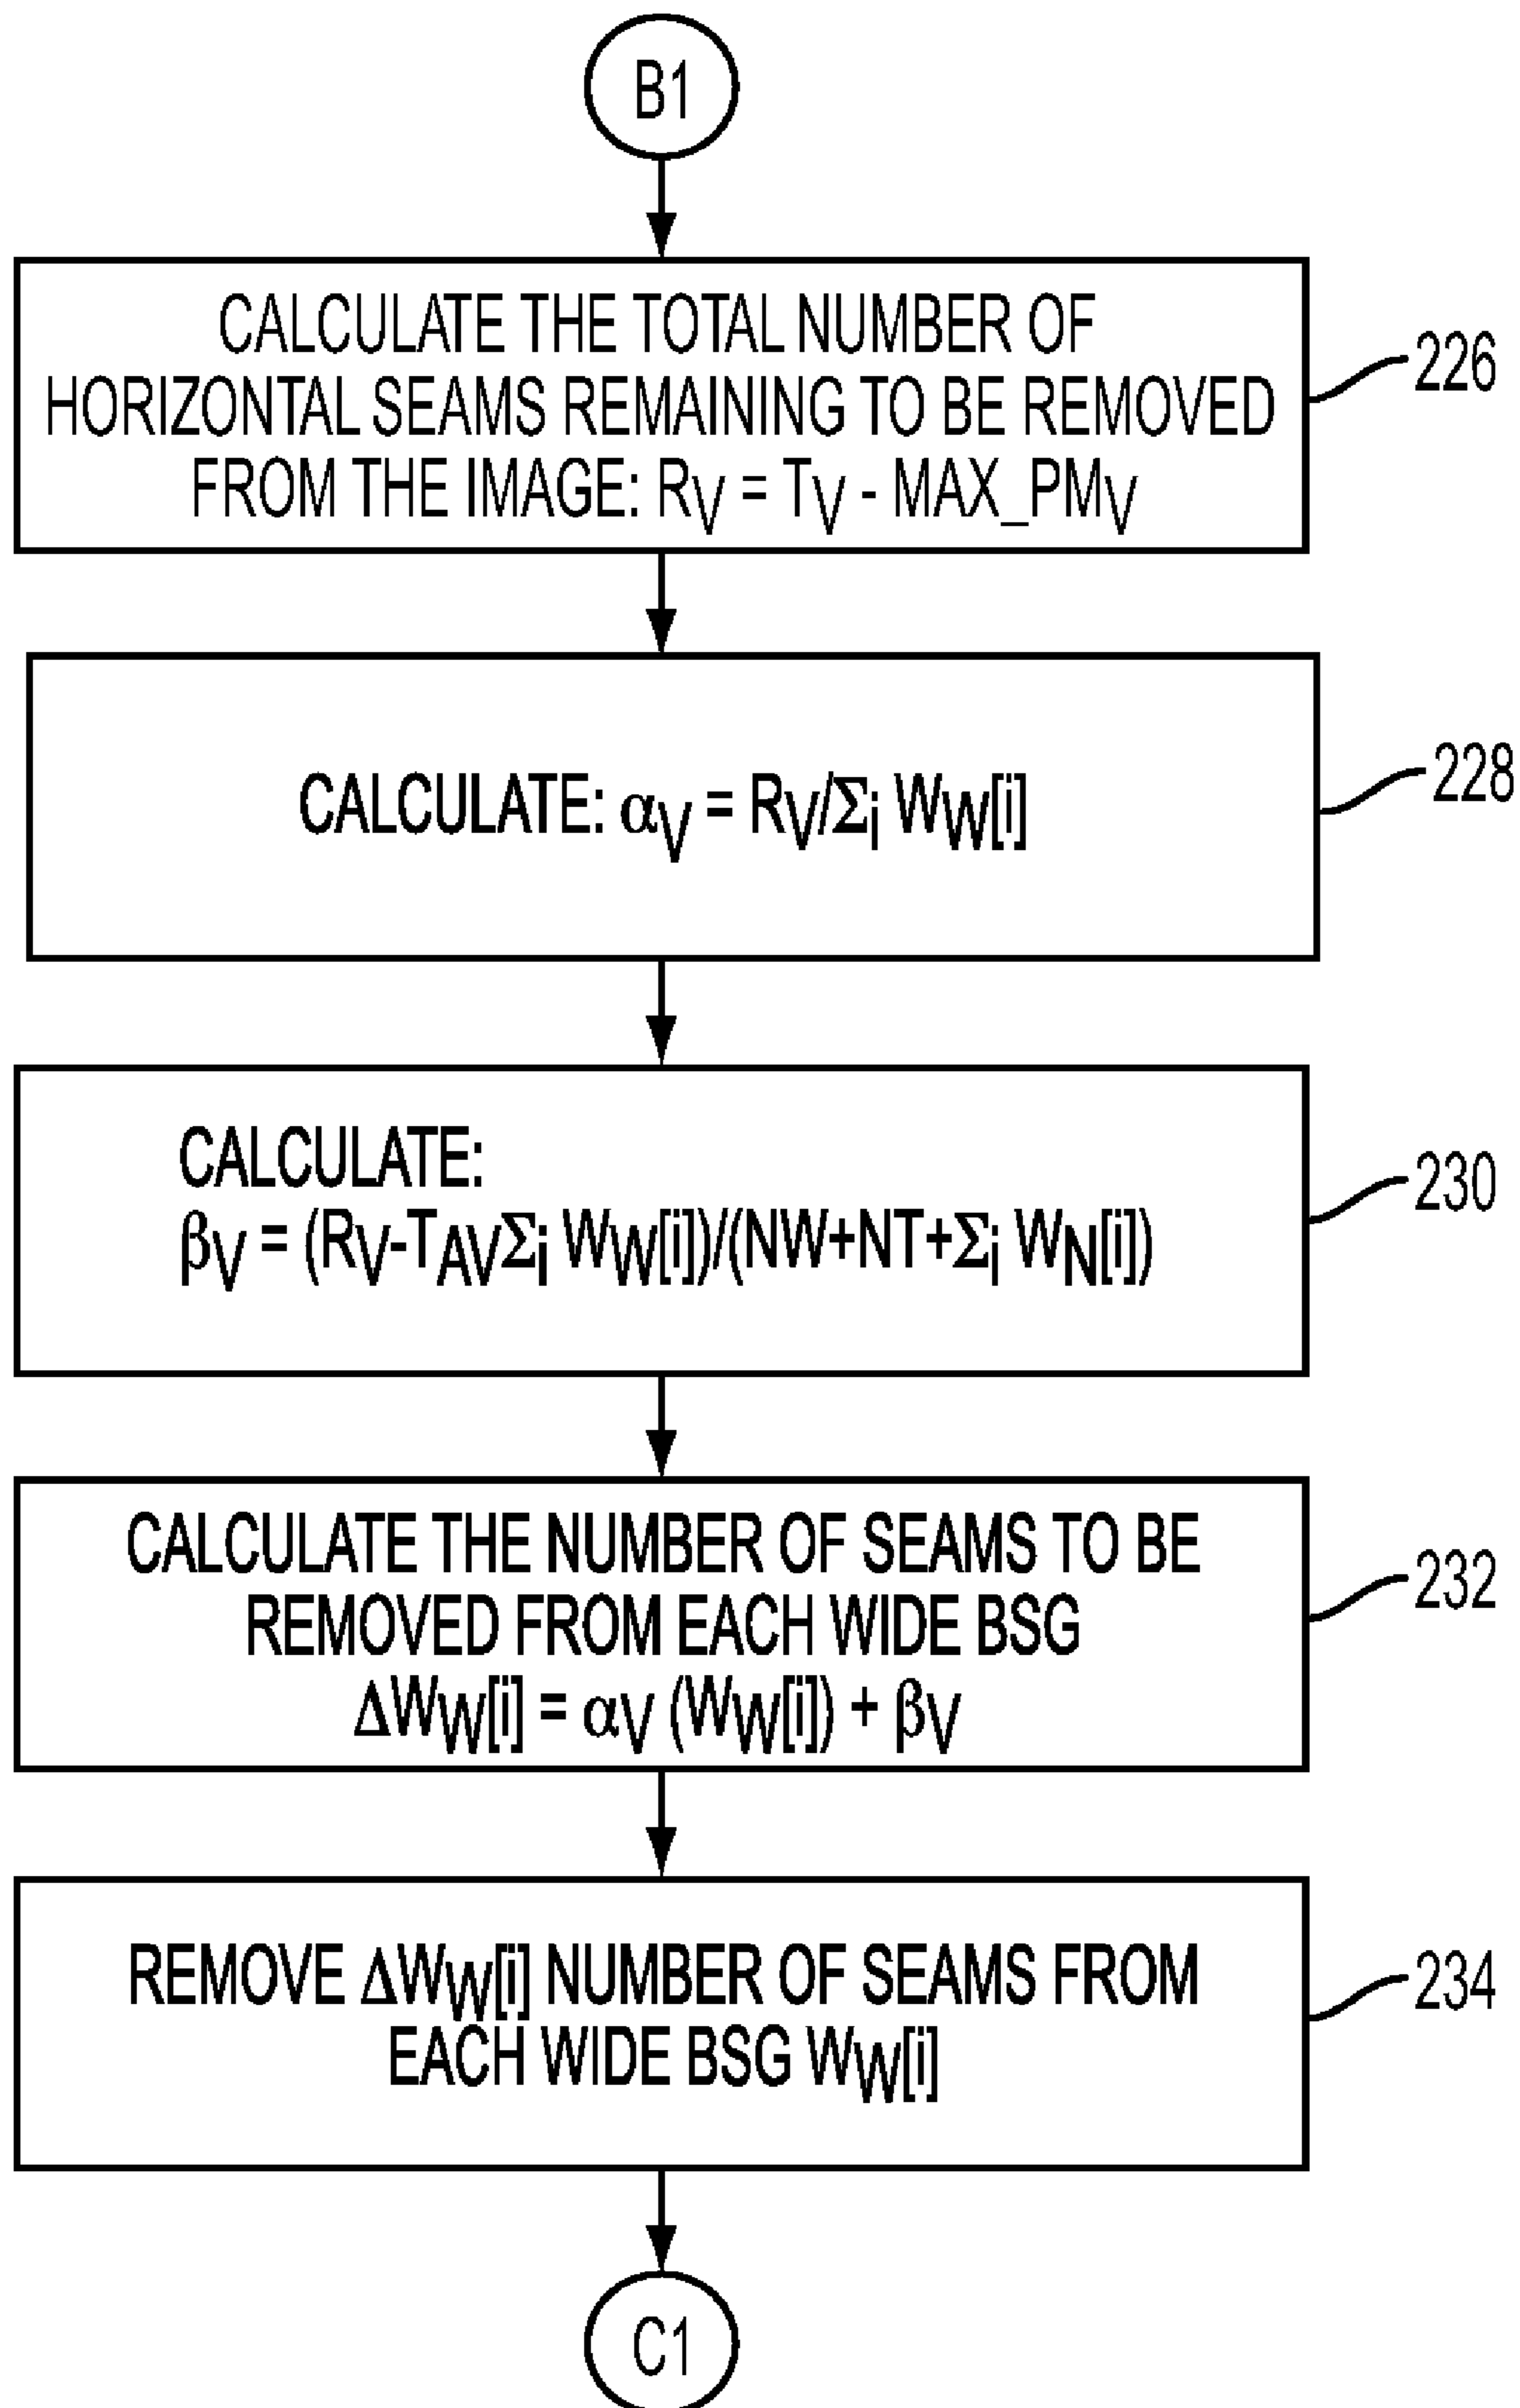 B1
CALCULATE THE TOTAL NUMBER OF
HORIZONTAL SEAMS REMAINING TO BE REMOVED
FROM THE IMAGE: RV = TV - MAX_PMV
226
CALCULATE: αV = RV/Σi WW[i]
228
CALCULATE:
βV = (RV-TAVΣi WW[i])/(NW+NT+Σi WN[i])
230
CALCULATE THE NUMBER OF SEAMS TO BE
REMOVED FROM EACH WIDE BSG
ΔWW[i] = αV (WW[i]) + βV
232
REMOVE ΔWW[i] NUMBER OF SEAMS FROM
EACH WIDE BSG WW[i]
234
C1